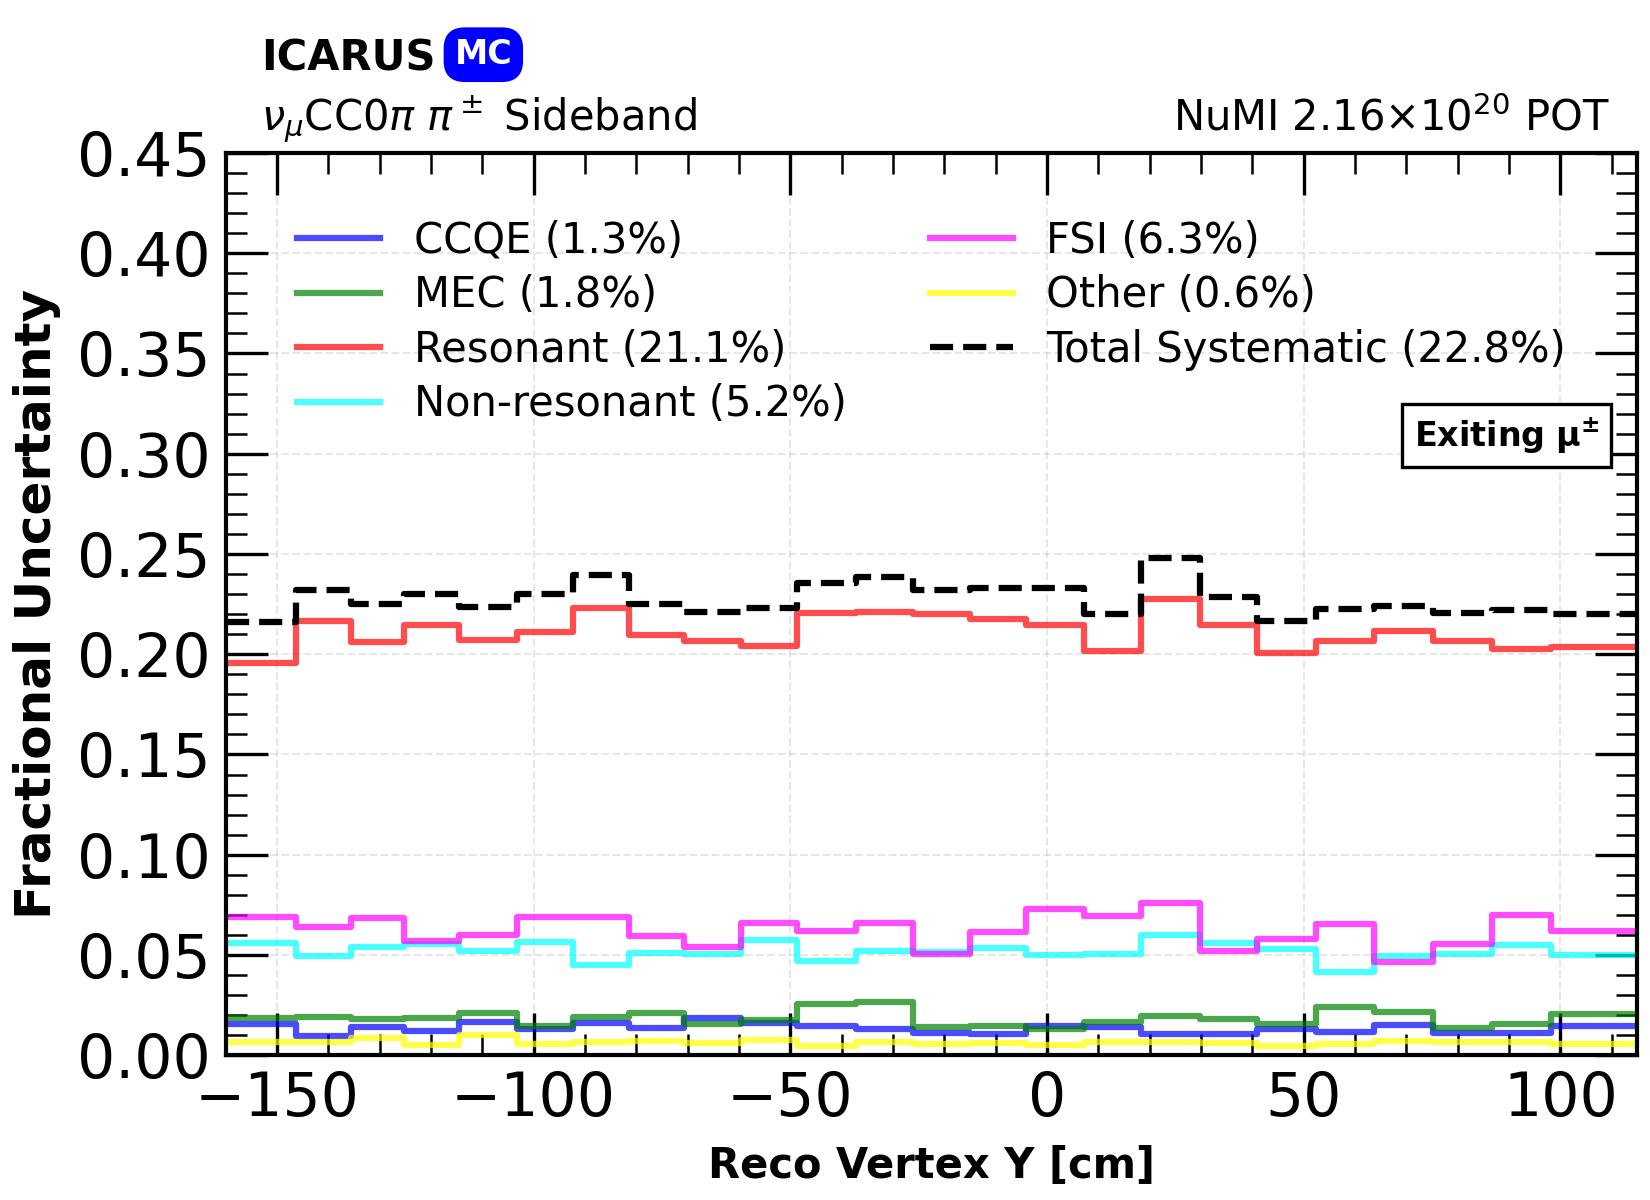 ICARUS MC
νμCC0π π± Sideband NuMI 2.16×10²⁰ POT
Fractional Uncertainty
0.45
0.40
0.35
0.30
0.25
0.20
0.15
0.10
0.05
0.00
CCQE (1.3%)
MEC (1.8%)
Resonant (21.1%)
Non-resonant (5.2%)
FSI (6.3%)
Other (0.6%)
Total Systematic (22.8%)
Exiting μ±
−150 −100 −50 0 50 100
Reco Vertex Y [cm]